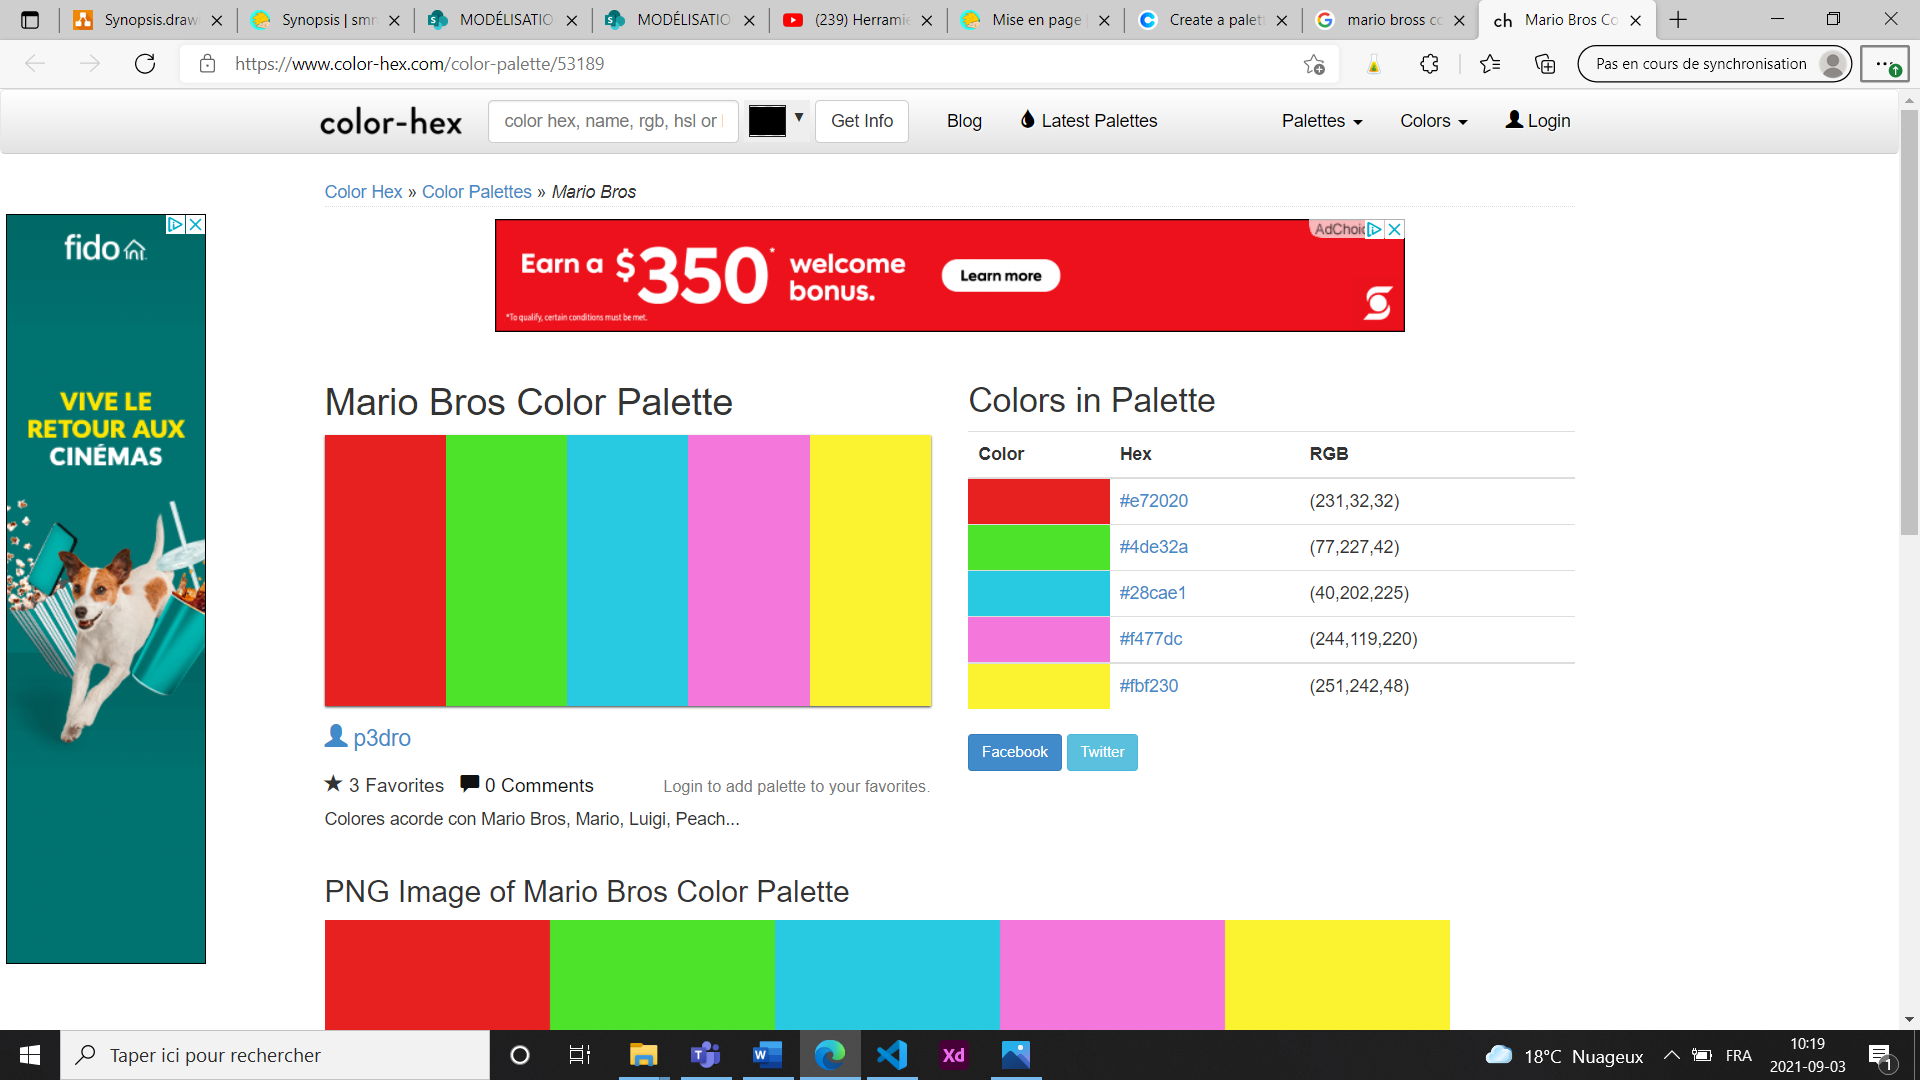 Synopsis.draw
Synopsis | sm
MODÉLISATIO
MODÉLISATIO
(239) Herramie
Mise en page
Create a palet
mario bross co
ch Mario Bros Co
https://www.color-hex.com/color-palette/53189
Pas en cours de synchronisation
color-hex
color hex, name, rgb, hsl or
Get Info
Blog
Latest Palettes
Palettes
Colors
Login
Color Hex » Color Palettes » Mario Bros
fido
VIVE LE
RETOUR AUX
CINÉMAS
AdChoic
Earn a $350* welcome bonus.
Learn more
*To qualify, certain conditions must be met.
Mario Bros Color Palette
p3dro
3 Favorites 0 Comments
Login to add palette to your favorites.
Colores acorde con Mario Bros, Mario, Luigi, Peach...
Colors in Palette
Color Hex RGB
#e72020 (231,32,32)
#4de32a (77,227,42)
#28cae1 (40,202,225)
#f477dc (244,119,220)
#fbf230 (251,242,48)
Facebook Twitter
PNG Image of Mario Bros Color Palette
Taper ici pour rechercher
Xd
18°C Nuageux
FRA
10:19
2021-09-03
1